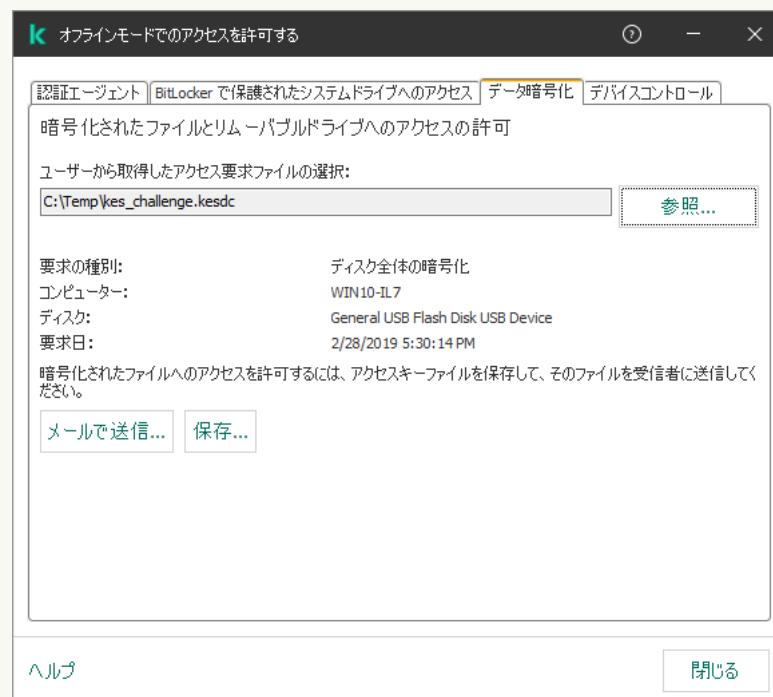 オフラインモードでのアクセスを許可する
認証エージェント BitLocker で保護されたシステムドライブへのアクセス データ暗号化 デバイスコントロール
暗号化されたファイルとリムーバブルドライブへのアクセスの許可
ユーザーから取得したアクセス要求ファイルの選択:
C:\Temp\kes_challenge.kesdc 参照...
要求の種別: ディスク全体の暗号化
コンピューター: WIN10-IL7
ディスク: General USB Flash Disk USB Device
要求日: 2/28/2019 5:30:14 PM
暗号化されたファイルへのアクセスを許可するには、アクセスキーファイルを保存して、そのファイルを受信者に送信してく
ださい。
メールで送信... 保存...
ヘルプ 閉じる